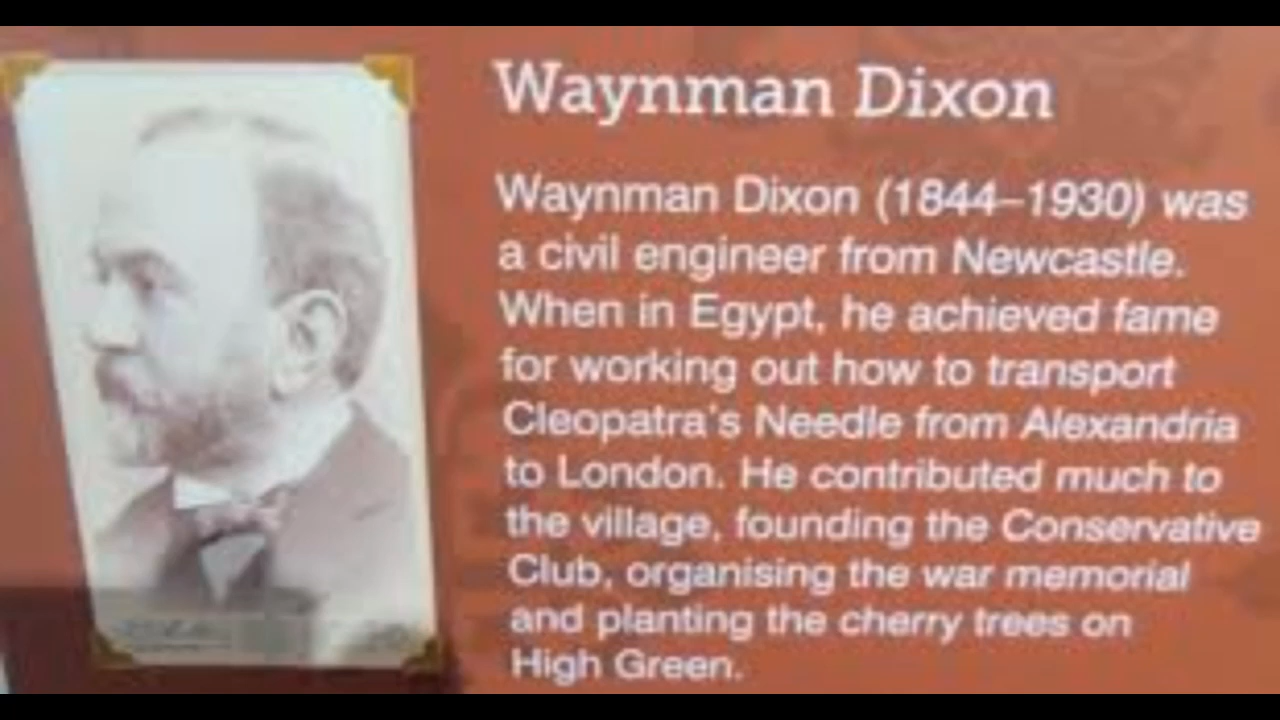 Waynman Dixon
Waynman Dixon (1844–1930) was
a civil engineer from Newcastle.
When in Egypt, he achieved fame
for working out how to transport
Cleopatra's Needle from Alexandria
to London. He contributed much to
the village, founding the Conservative
Club, organising the war memorial
and planting the cherry trees on
High Green.